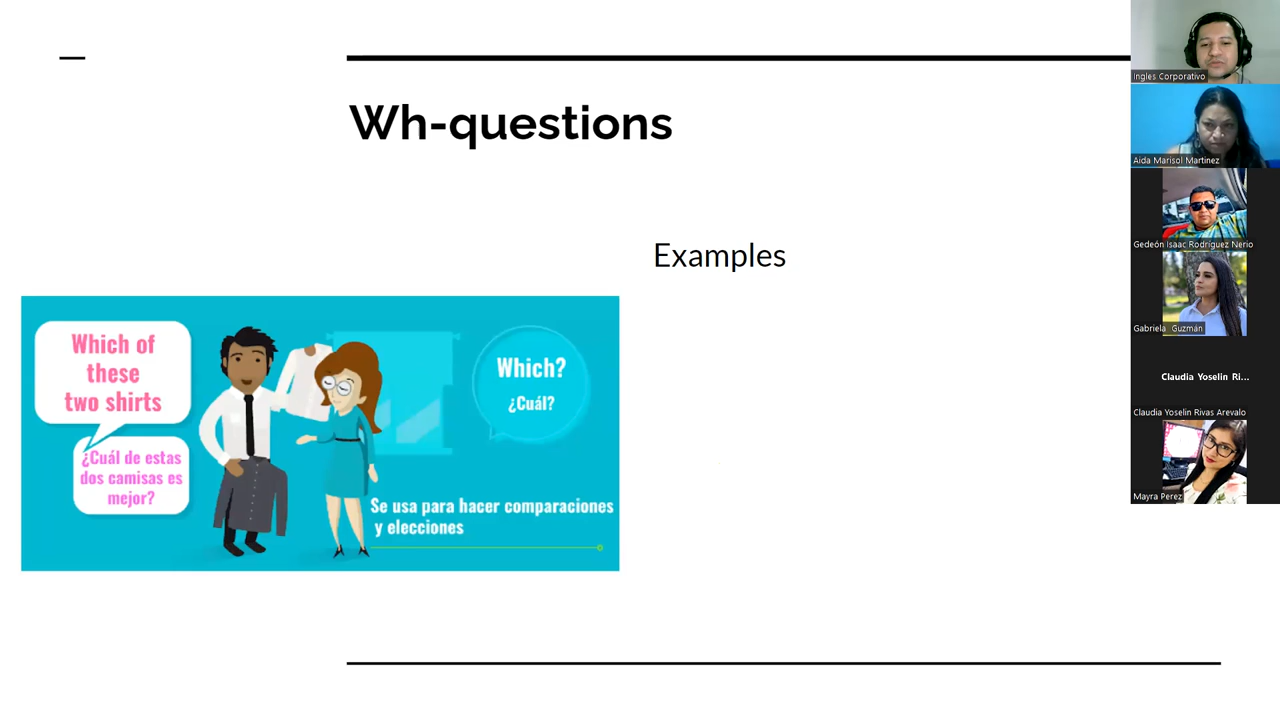 Wh-questions
Examples
Which of
these
two shirts
¿Cuál de estas
dos camisas es
mejor?
Which?
¿Cuál?
Se usa para hacer comparaciones
y elecciones
Ingles Corporativo
Aida Marisol Martinez
Gedeón Isaac Rodríguez Nerio
Gabriela Guzmán
Claudia Yoselin Ri...
Claudia Yoselin Rivas Arevalo
Mayra Perez